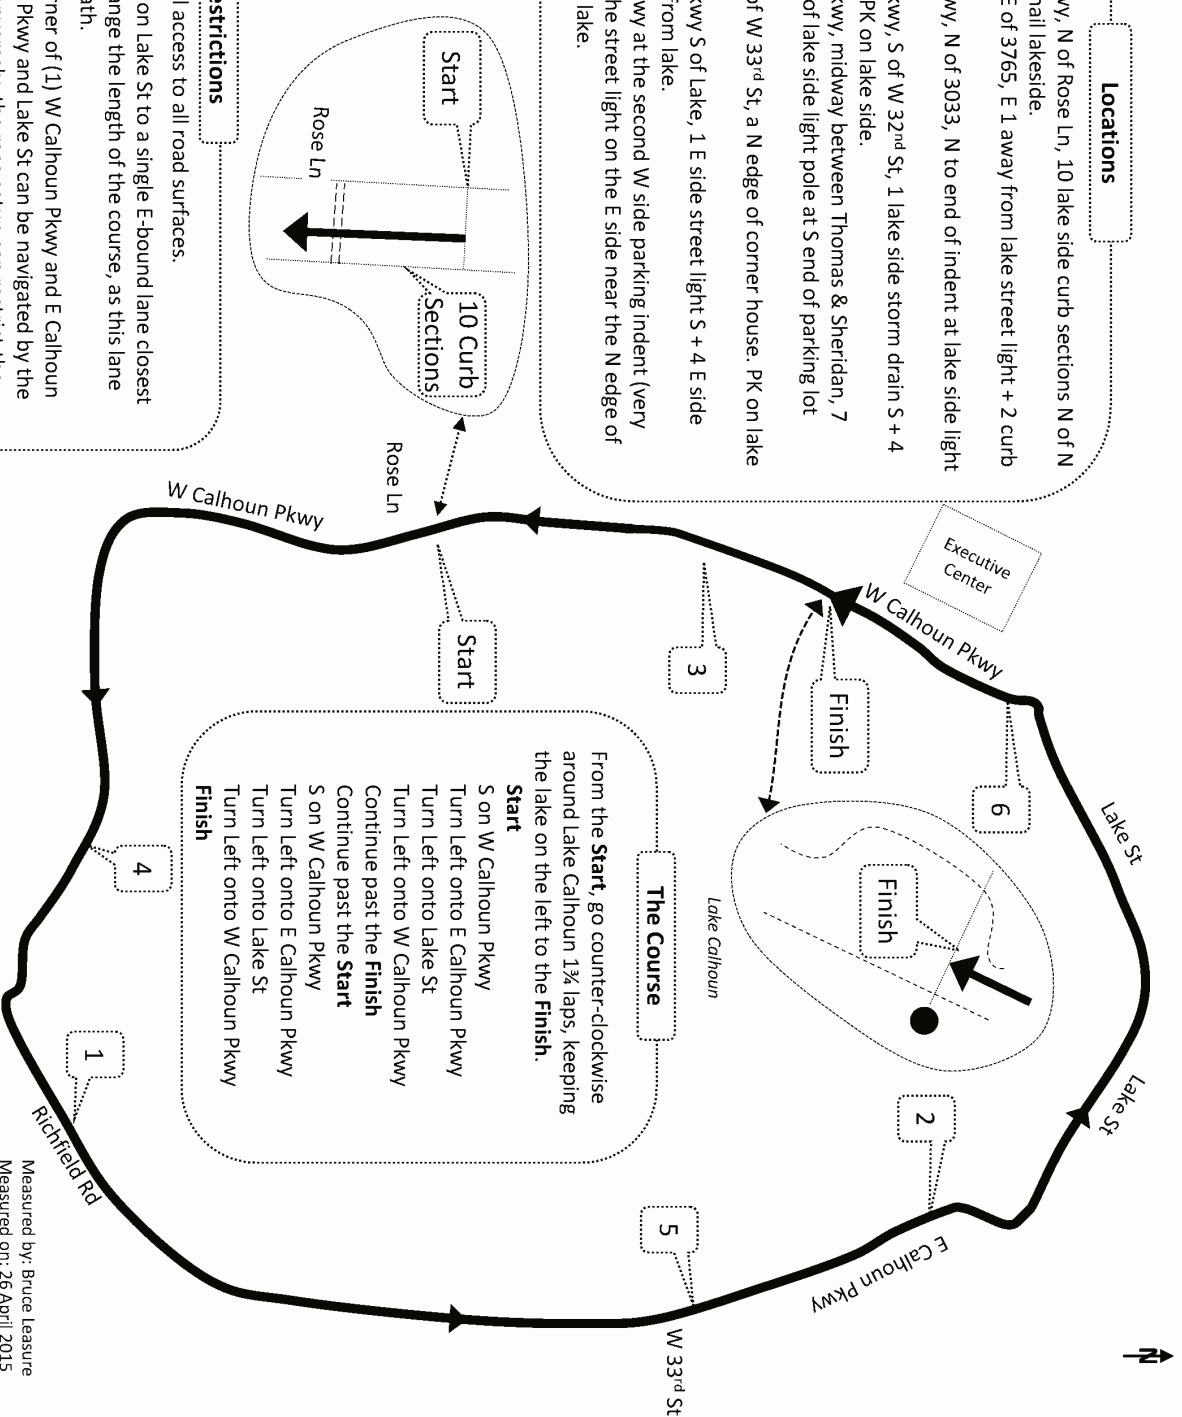 Locations
wy, N of Rose Ln, 10 lake side curb sections N of N
nail lakeside.
E of 3765, E 1 away from lake street light + 2 curb
wy, N of 3033, N to end of indent at lake side light
kwy, S of W 32nd St, 1 lake side storm drain S + 4
PK on lake side.
kwy, midway between Thomas & Sheridan, 7
of lake side light pole at S end of parking lot
of W 33rd St, a N edge of corner house. PK on lake
kwy S of Lake, 1 E side street light S + 4 E side
from lake.
wy at the second W side parking indent (very
he street light on the E side near the N edge of
lake.
Start
Rose Ln
10 Curb
Sections
estrictions
l access to all road surfaces.
on Lake St to a single E-bound lane closest
ange the length of the course, as this lane
ath.
rner of (1) W Calhoun Pkwy and E Calhoun
Pkwy and Lake St can be navigated by the
Executive
Center
W Calhoun Pkwy
Lake St
Lake St
6
Finish
3
Rose Ln
W Calhoun Pkwy
Start
Finish
Lake Calhoun
2
E Calhoun Pkwy
The Course
From the Start, go counter-clockwise
around Lake Calhoun 1¾ laps, keeping
the lake on the left to the Finish.
Start
S on W Calhoun Pkwy
Turn Left onto E Calhoun Pkwy
Turn Left onto Lake St
Turn Left onto W Calhoun Pkwy
Continue past the Finish
Continue past the Start
S on W Calhoun Pkwy
Turn Left onto E Calhoun Pkwy
Turn Left onto Lake St
Turn Left onto W Calhoun Pkwy
Finish
4
1
5
W 33rd St
Richfield Rd
N
Measured by: Bruce Leasure
Measured on: 26 April 2015